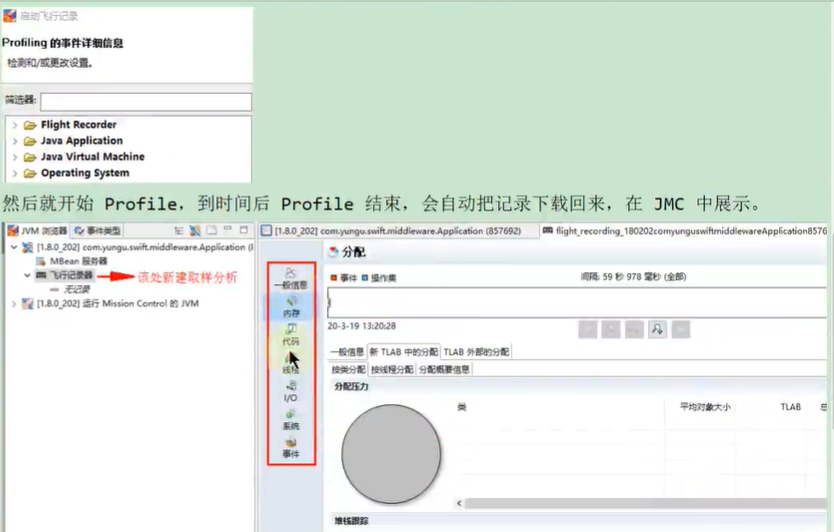 启动飞行记录
Profiling 的事件详细信息
检测和/或更改设置。
筛选器:
Flight Recorder
Java Application
Java Virtual Machine
Operating System
然后就开始 Profile，到时间后 Profile 结束，会自动把记录下载回来，在 JMC 中展示。
JVM 浏览器 事件类型
[1.8.0_202] com.yungu.swift.middleware.Application (
MBean 服务器
飞行记录器 该处新建取样分析
无记录
[1.8.0_202] 运行 Mission Control 的 JVM
[1.8.0_202] com.yungu.swift.middleware.Application (857692)
flight_recording_180202comyunguswiftmiddlewareApplication8576
分配
一般信息
内存
代码
线程
I/O
系统
事件
事件 操作集
间隔: 59 秒 978 毫秒 (全部)
20-3-19 13:20:28
一般信息 新 TLAB 中的分配 TLAB 外部的分配
按类分配 按线程分配 分配概要信息
分配压力
类 平均对象大小 TLAB 总
堆栈跟踪